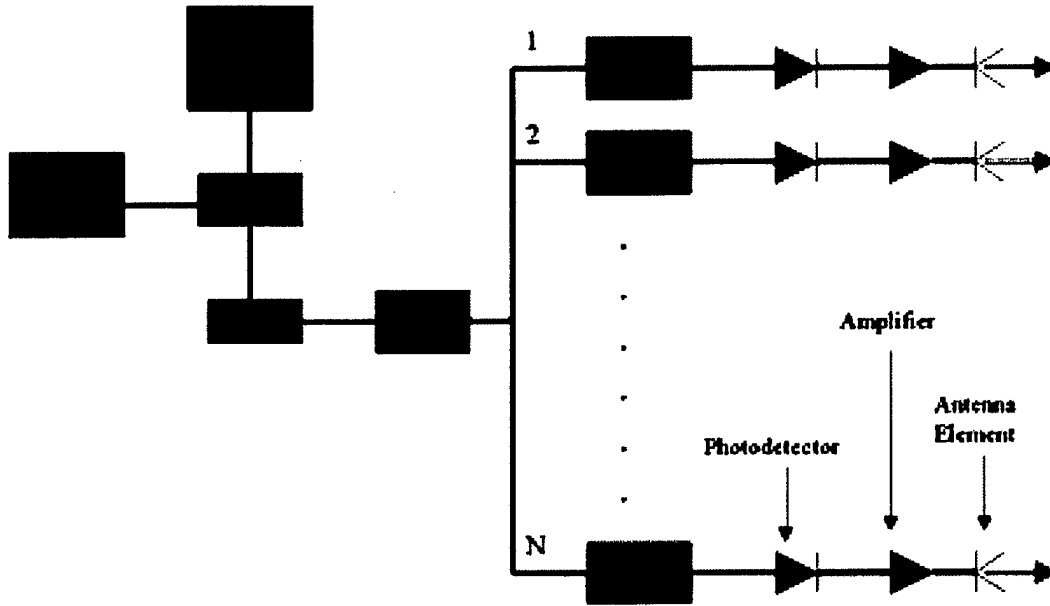 1
2
Amplifier
Antenna
Element
Photodetector
N